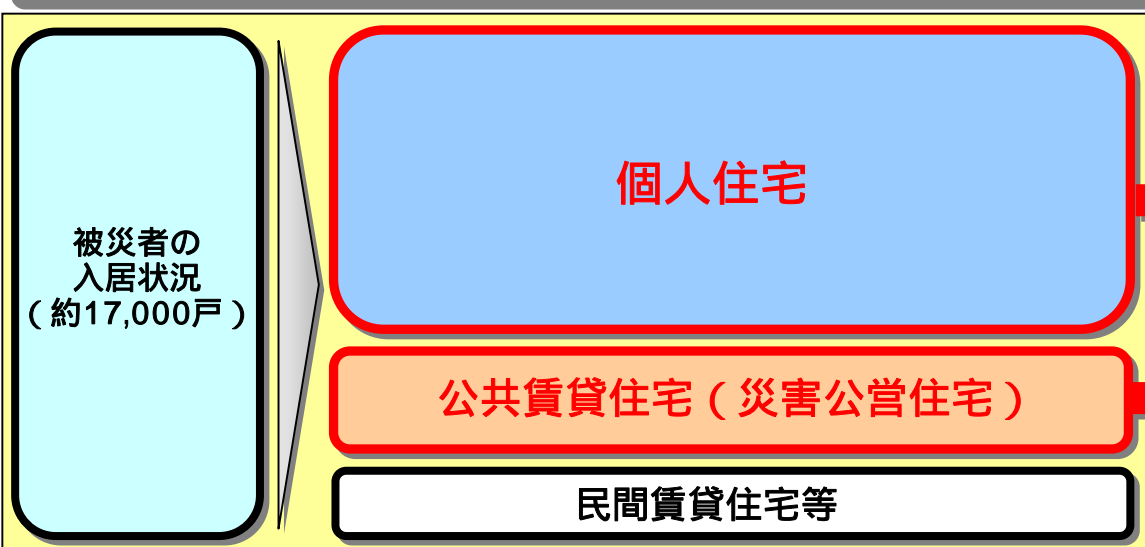 被災者の
入居状況
（約17,000戸）
個人住宅
公共賃貸住宅（災害公営住宅）
民間賃貸住宅等